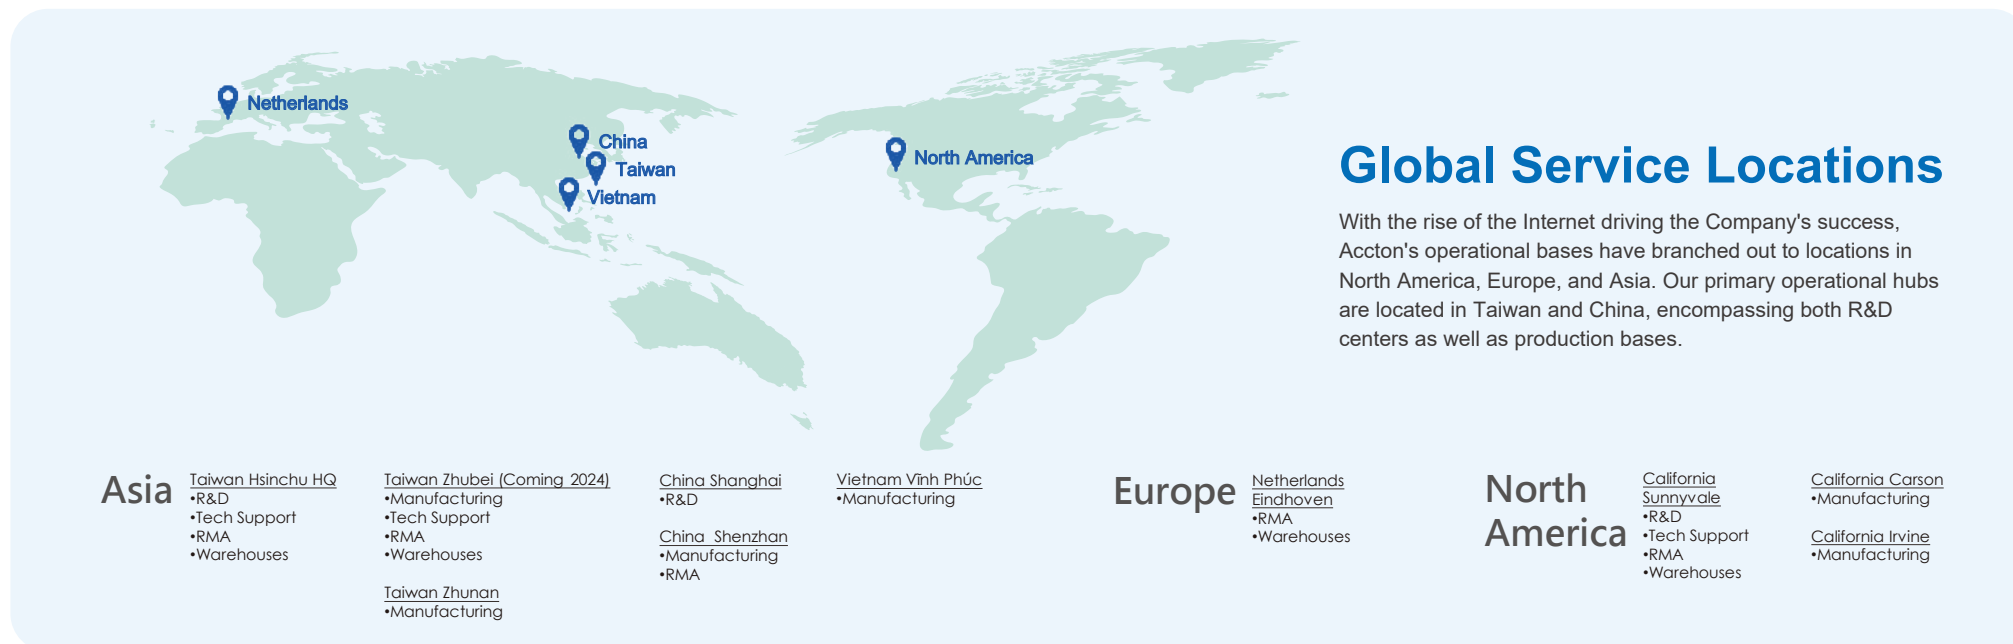 Netherlands
China
Taiwan
Vietnam
North America
Global Service Locations
With the rise of the Internet driving the Company's success,
Accton's operational bases have branched out to locations in
North America, Europe, and Asia. Our primary operational hubs
are located in Taiwan and China, encompassing both R&D
centers as well as production bases.
Asia
Taiwan Hsinchu HQ
•R&D
•Tech Support
•RMA
•Warehouses
Taiwan Zhubei (Coming 2024)
•Manufacturing
•Tech Support
•RMA
•Warehouses
Taiwan Zhunan
•Manufacturing
China Shanghai
•R&D
China Shenzhan
•Manufacturing
•RMA
Vietnam Vĩnh Phúc
•Manufacturing
Europe
Netherlands
Eindhoven
•RMA
•Warehouses
North
America
California
Sunnyvale
•R&D
•Tech Support
•RMA
•Warehouses
California Carson
•Manufacturing
California Irvine
•Manufacturing